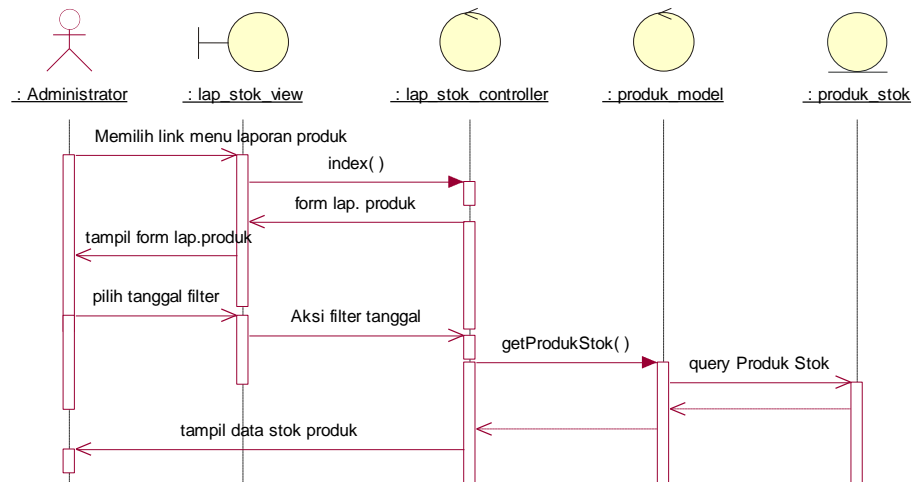 : Administrator
: lap_stok_view
: lap_stok_controller
: produk_model
: produk_stok
Memilih link menu laporan produk
index( )
form lap. produk
tampil form lap.produk
pilih tanggal filter
Aksi filter tanggal
getProdukStok( )
query Produk Stok
tampil data stok produk